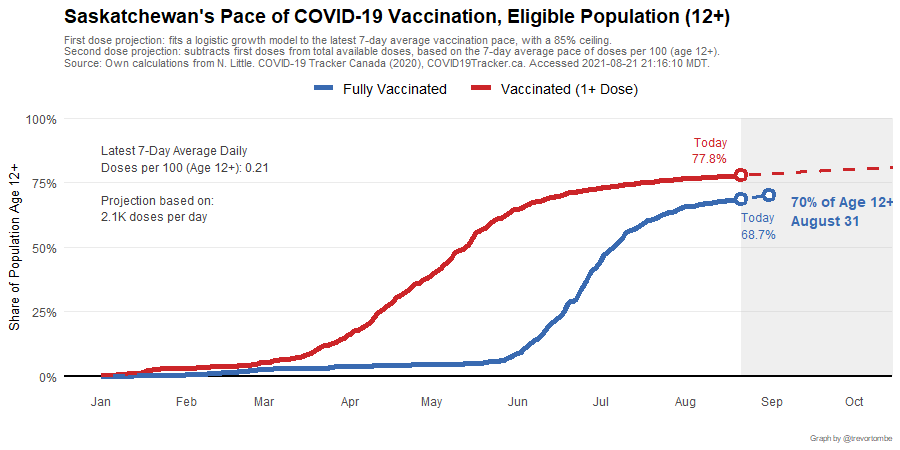 Saskatchewan's Pace of COVID-19 Vaccination, Eligible Population (12+)
First dose projection: fits a logistic growth model to the latest 7-day average vaccination pace, with a 85% ceiling.
Second dose projection: subtracts first doses from total available doses, based on the 7-day average pace of doses per 100 (age 12+).
Source: Own calculations from N. Little. COVID-19 Tracker Canada (2020), COVID19Tracker.ca. Accessed 2021-08-21 21:16:10 MDT.
Fully Vaccinated
Vaccinated (1+ Dose)
Share of Population Age 12+
100%
75%
50%
25%
0%
Latest 7-Day Average Daily
Doses per 100 (Age 12+): 0.21
Projection based on:
2.1K doses per day
Today
77.8%
Today
68.7%
70% of Age 12+
August 31
Jan
Feb
Mar
Apr
May
Jun
Jul
Aug
Sep
Oct
Graph by @trevortombe